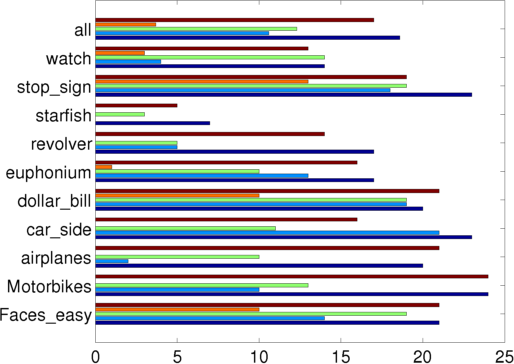 all
watch
stop_sign
starfish
revolver
euphonium
dollar_bill
car_side
airplanes
Motorbikes
Faces_easy
0 5 10 15 20 25